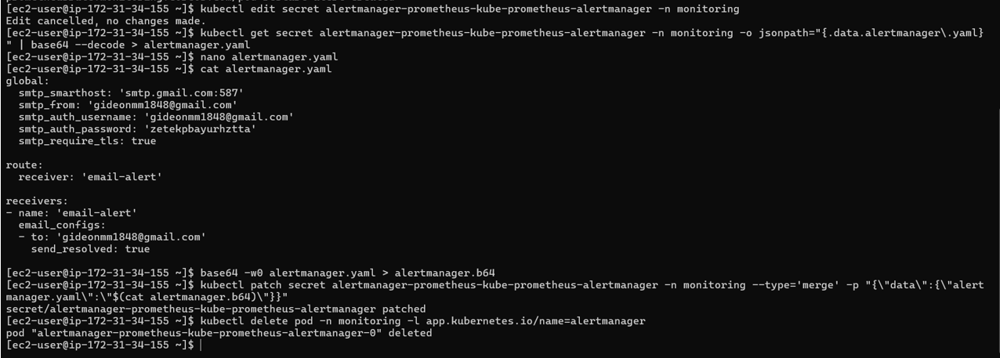 [ec2-user@ip-172-31-34-155 ~]$ kubectl edit secret alertmanager-prometheus-kube-prometheus-alertmanager -n monitoring
Edit cancelled, no changes made.
[ec2-user@ip-172-31-34-155 ~]$ kubectl get secret alertmanager-prometheus-kube-prometheus-alertmanager -n monitoring -o jsonpath="{.data.alertmanager\.yaml}
" | base64 --decode > alertmanager.yaml
[ec2-user@ip-172-31-34-155 ~]$ nano alertmanager.yaml
[ec2-user@ip-172-31-34-155 ~]$ cat alertmanager.yaml
global:
  smtp_smarthost: 'smtp.gmail.com:587'
  smtp_from: 'gideonmm1848@gmail.com'
  smtp_auth_username: 'gideonmm1848@gmail.com'
  smtp_auth_password: 'zetekpbayurhztta'
  smtp_require_tls: true

route:
  receiver: 'email-alert'

receivers:
- name: 'email-alert'
  email_configs:
  - to: 'gideonmm1848@gmail.com'
    send_resolved: true

[ec2-user@ip-172-31-34-155 ~]$ base64 -w0 alertmanager.yaml > alertmanager.b64
[ec2-user@ip-172-31-34-155 ~]$ kubectl patch secret alertmanager-prometheus-kube-prometheus-alertmanager -n monitoring --type='merge' -p "{\"data\":{\"alert
manager.yaml\":\"$(cat alertmanager.b64)\"}}"
secret/alertmanager-prometheus-kube-prometheus-alertmanager patched
[ec2-user@ip-172-31-34-155 ~]$ kubectl delete pod -n monitoring -l app.kubernetes.io/name=alertmanager
pod "alertmanager-prometheus-kube-prometheus-alertmanager-0" deleted
[ec2-user@ip-172-31-34-155 ~]$